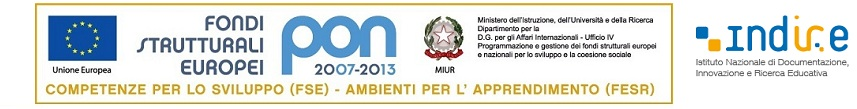 Unione Europea
FONDI
STRUTTURALI
EUROPEI
pon
2007-2013
MIUR
Ministero dell'Istruzione, dell'Università e della Ricerca
Dipartimento per la
D.G. per gli Affari Internazionali - Ufficio IV
Programmazione e gestione dei fondi strutturali europei
e nazionali per lo sviluppo e la coesione sociale
COMPETENZE PER LO SVILUPPO (FSE) - AMBIENTI PER L' APPRENDIMENTO (FESR)
indire
Istituto Nazionale di Documentazione,
Innovazione e Ricerca Educativa